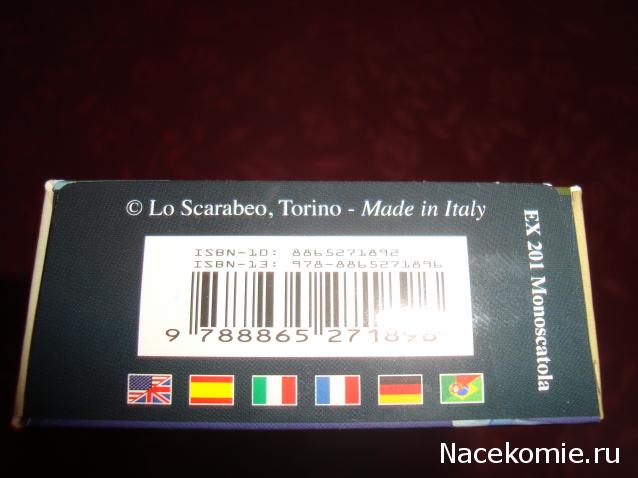 © Lo Scarabeo, Torino - Made in Italy
EX 201 Monoscatola
ISBN-10: 8865271892
ISBN-13: 978-8865271896
9 788865 271896
Nacekomie.ru